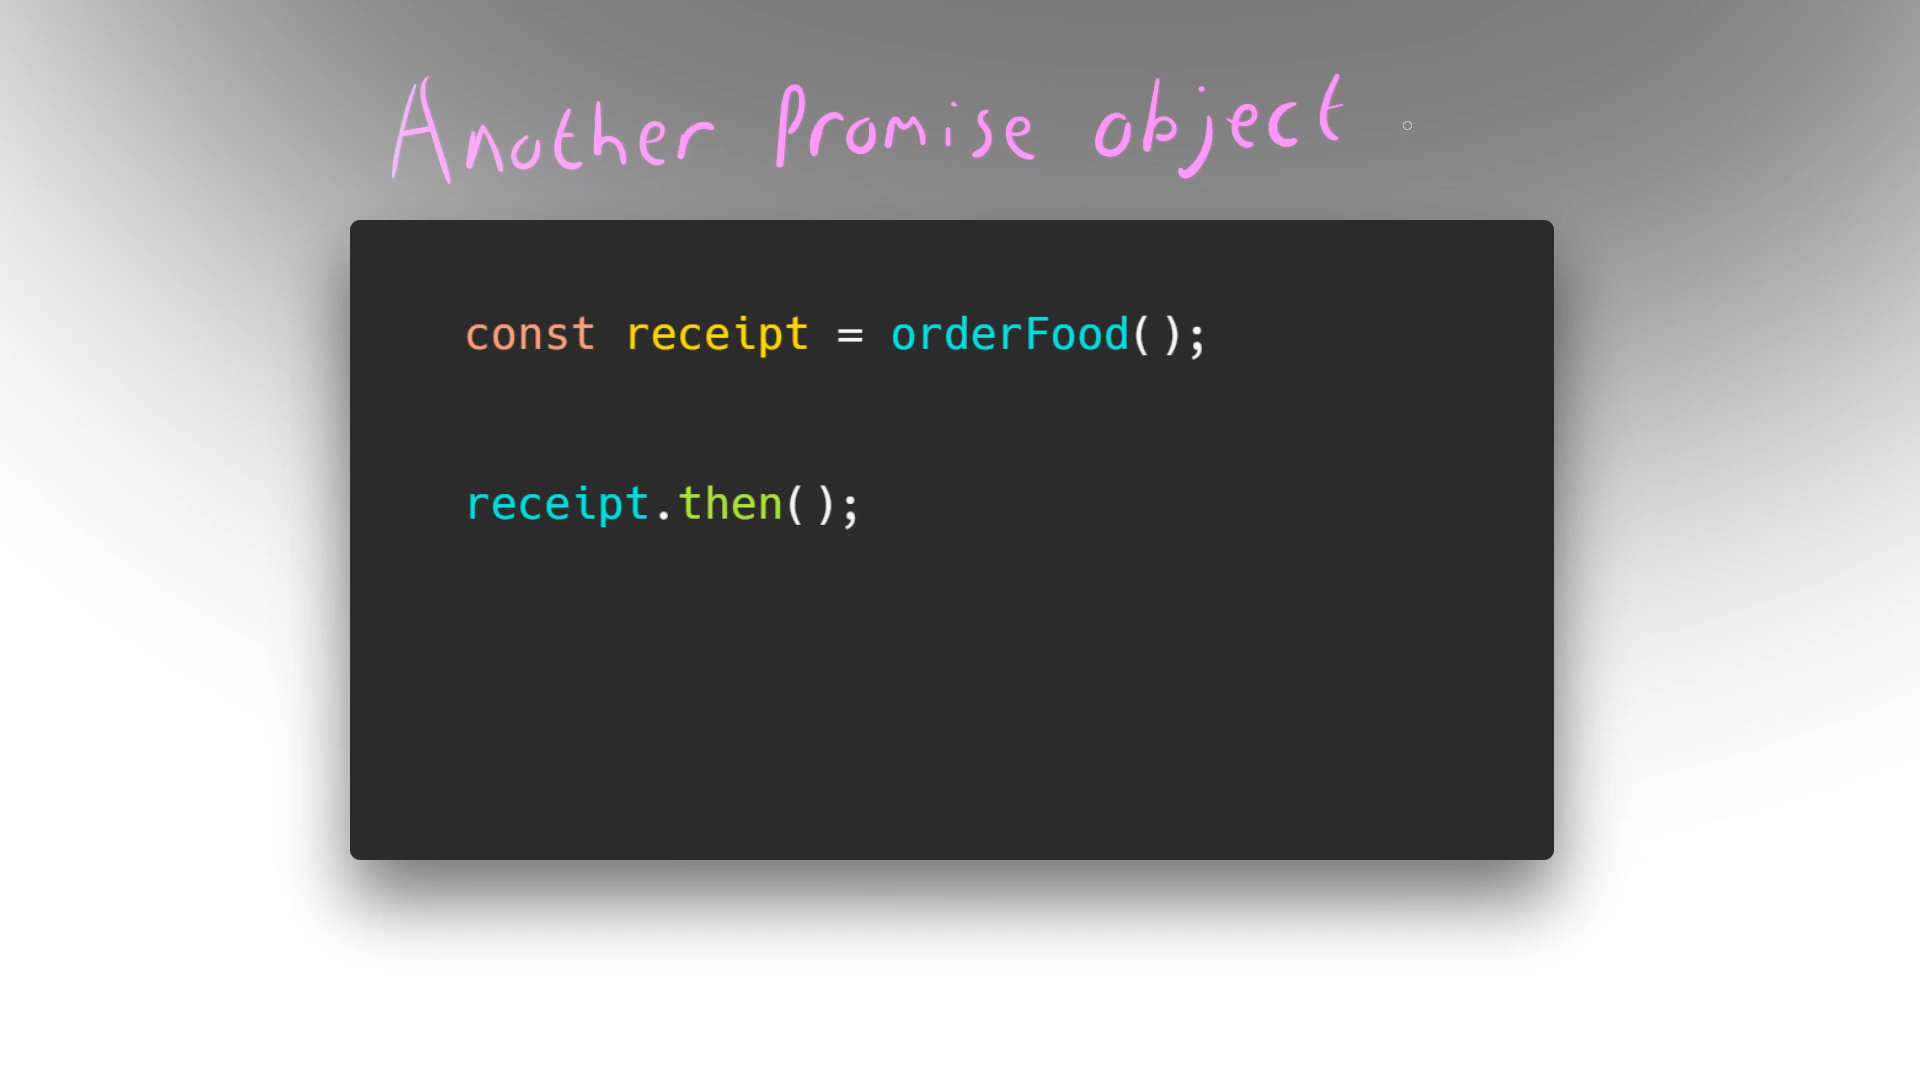 Another Promise object
const receipt = orderFood();
receipt.then();